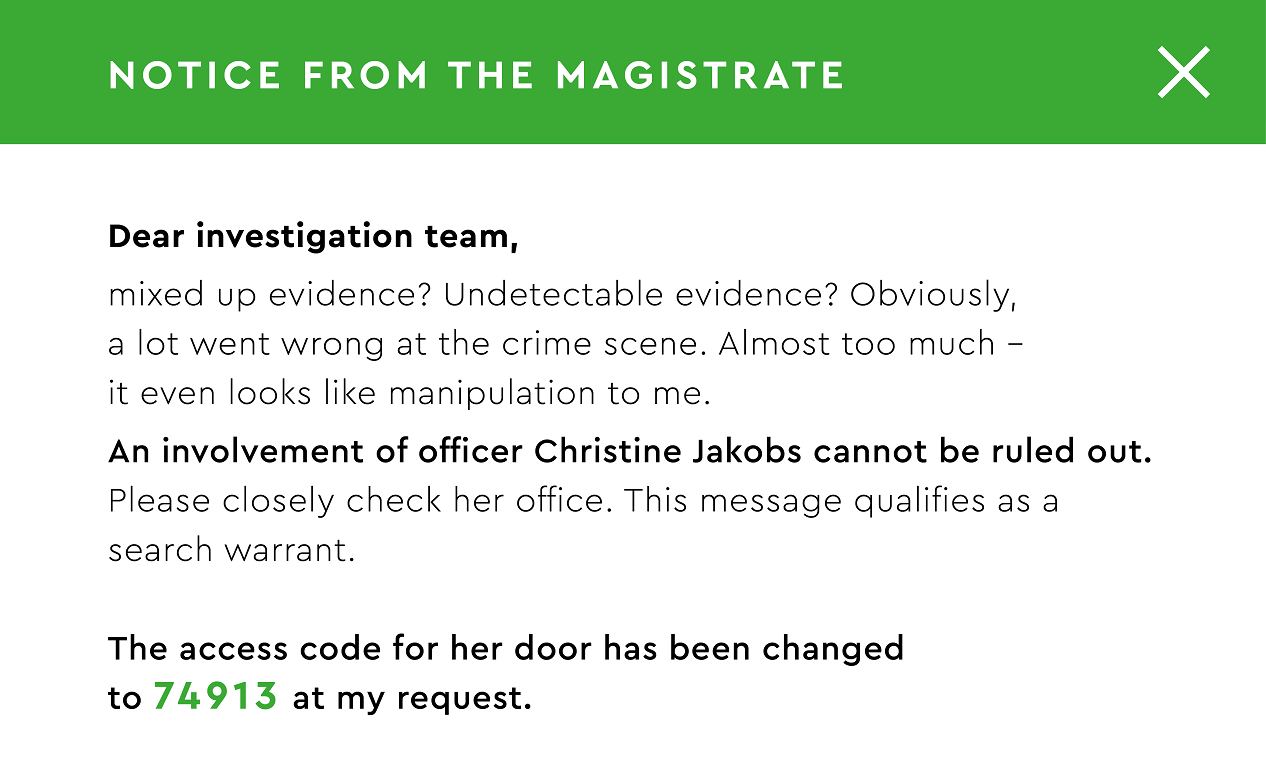 NOTICE FROM THE MAGISTRATE
Dear investigation team,
mixed up evidence? Undetectable evidence? Obviously,
a lot went wrong at the crime scene. Almost too much –
it even looks like manipulation to me.
An involvement of officer Christine Jakobs cannot be ruled out.
Please closely check her office. This message qualifies as a
search warrant.
The access code for her door has been changed
to 74913 at my request.